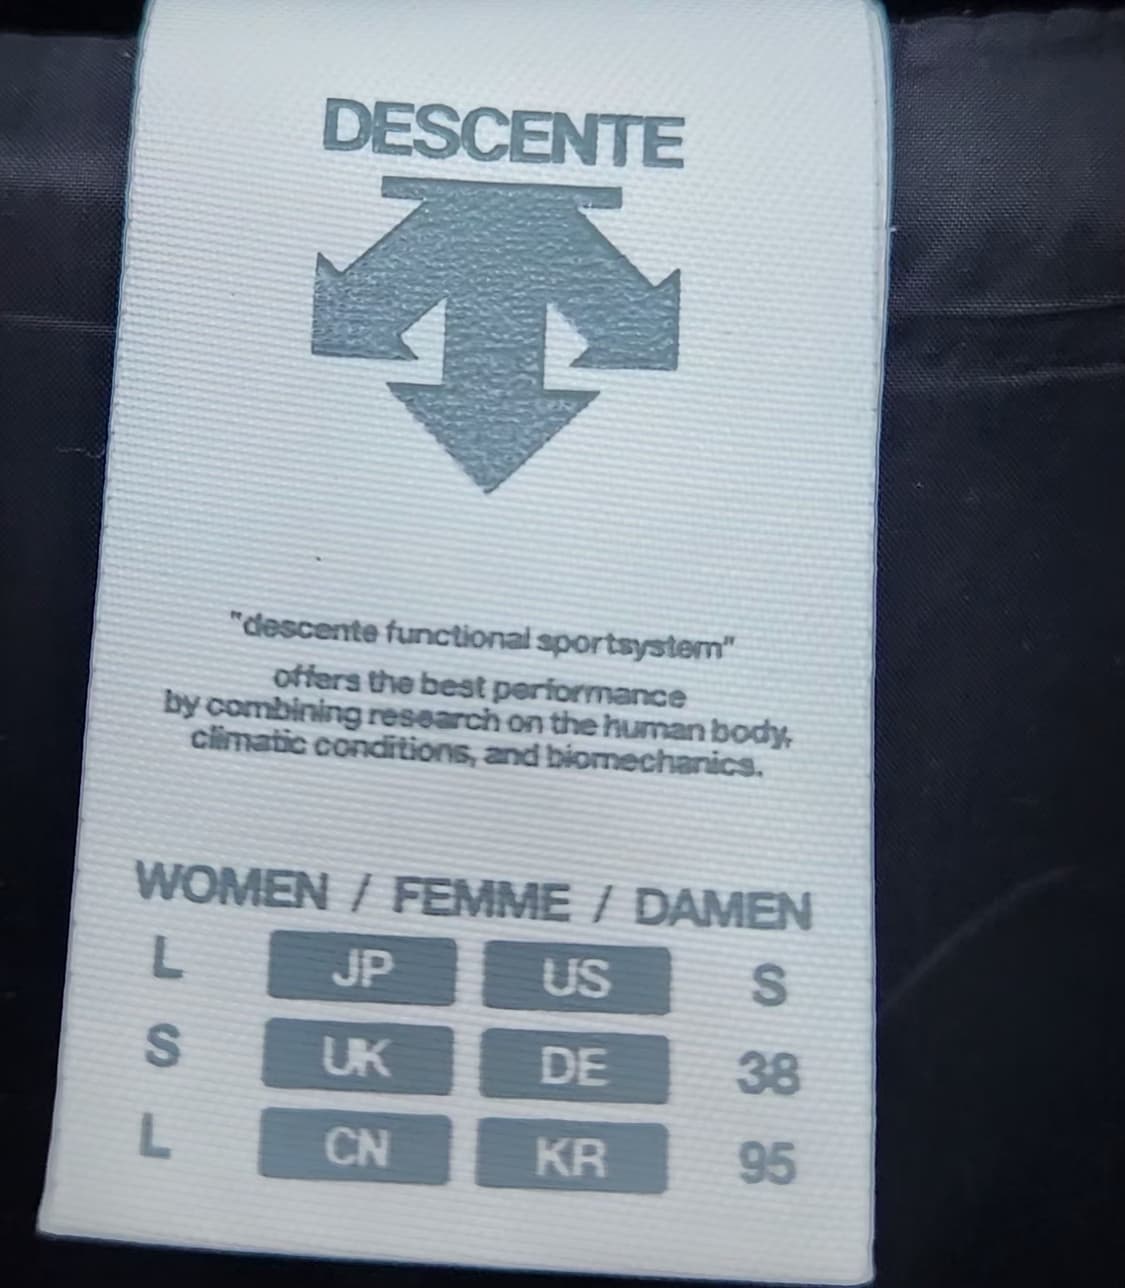 DESCENTE
"descente functional sportsystem"
offers the best performance
by combining research on the human body,
climatic conditions, and biomechanics.
WOMEN / FEMME / DAMEN
L JP US S
S UK DE 38
L CN KR 95